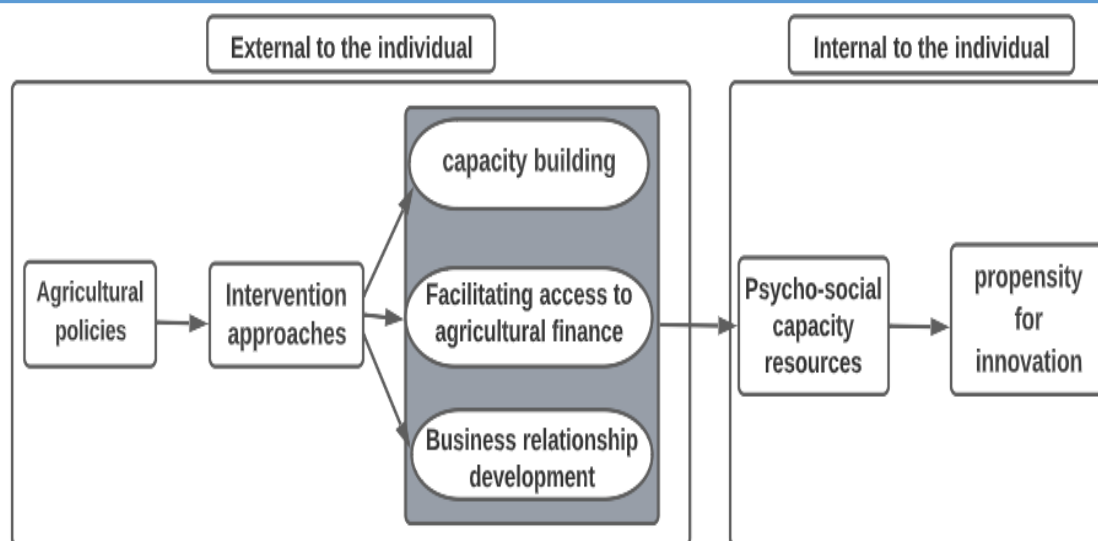 External to the individual
Internal to the individual
capacity building
Agricultural
policies
Intervention
approaches
Facilitating access to
agricultural finance
Business relationship
development
Psycho-social
capacity
resources
propensity
for
innovation